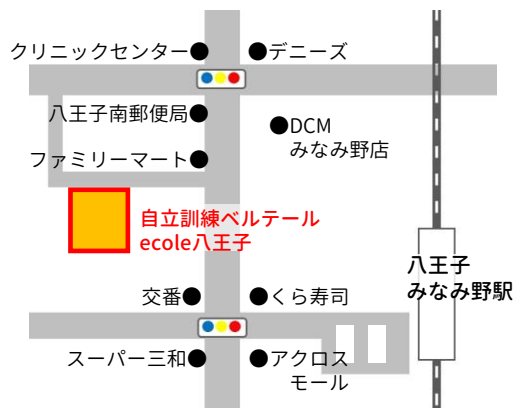 クリニックセンター
デニーズ
八王子南郵便局
DCM
みなみ野店
ファミリーマート
自立訓練ベルテール
ecole八王子
八王子
みなみ野駅
交番
くら寿司
スーパー三和
アクロス
モール